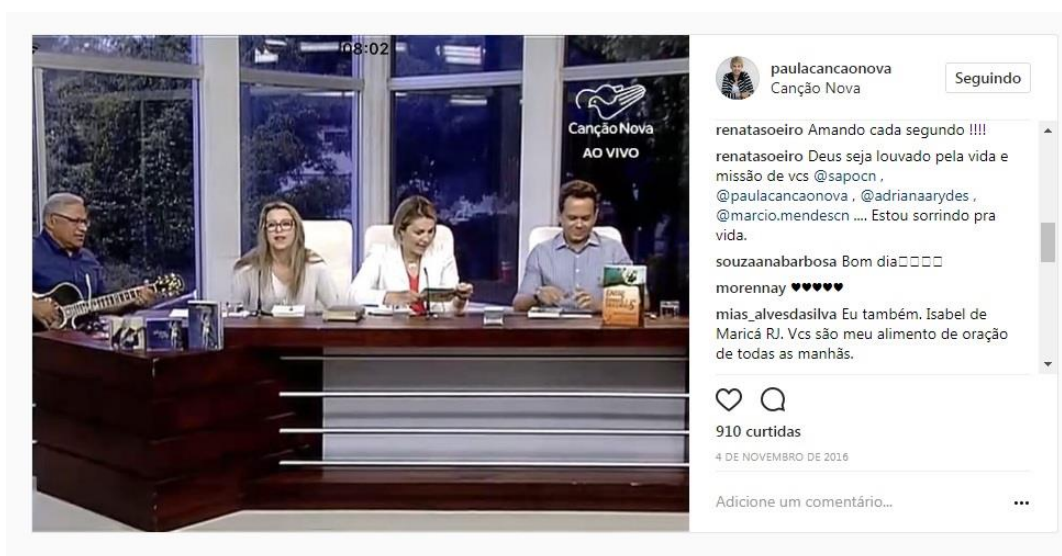 08:02
Canção Nova
AO VIVO
paulacancaonova
Canção Nova
Seguindo
renatasoeiro Amando cada segundo !!!!
renatasoeiro Deus seja louvado pela vida e
missão de vcs @sapocn ,
@paulacancaonova , @adrianaarydes ,
@marcio.mendescn .... Estou sorrindo pra
vida.
souzaanabarbosa Bom dia□□□□
morennay ♥♥♥♥♥
mias_alvesdasilva Eu também. Isabel de
Maricá RJ. Vcs são meu alimento de oração
de todas as manhãs.
910 curtidas
4 DE NOVEMBRO DE 2016
Adicione um comentário...